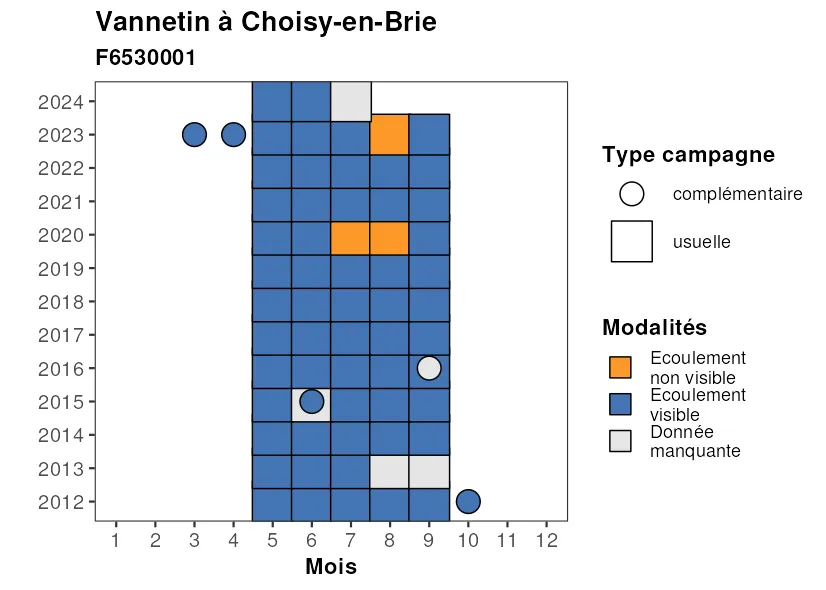 Vannetin à Choisy-en-Brie
F6530001
2024
2023
2022
2021
2020
2019
2018
2017
2016
2015
2014
2013
2012
1 2 3 4 5 6 7 8 9 10 11 12
Mois
Type campagne
complémentaire
usuelle
Modalités
Ecoulement
non visible
Ecoulement
visible
Donnée
manquante